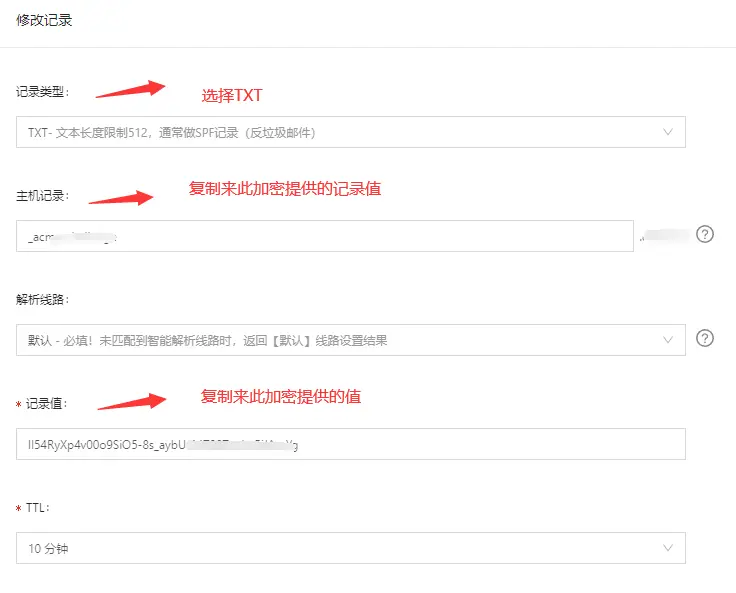 修改记录
记录类型：
选择TXT
TXT- 文本长度限制512，通常做SPF记录（反垃圾邮件）
主机记录：
复制来此加密提供的记录值
_acm
解析线路：
默认 - 必填！未匹配到智能解析线路时，返回【默认】线路设置结果
* 记录值：
复制来此加密提供的值
ll54RyXp4v00o9SiO5-8s_aybU
* TTL：
10 分钟